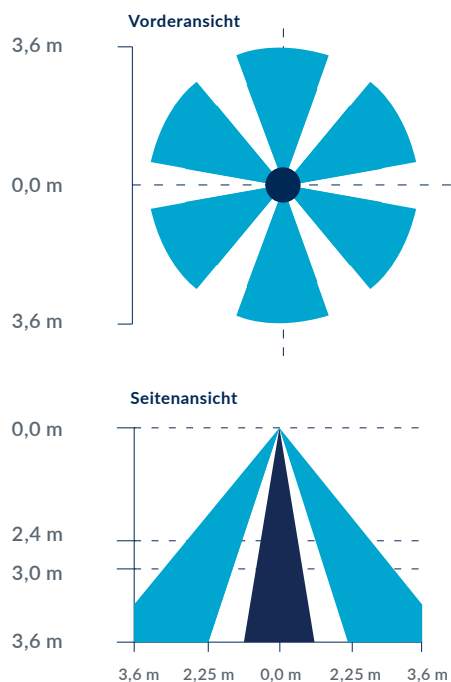 Vorderansicht
3,6 m
0,0 m
3,6 m
Seitenansicht
0,0 m
2,4 m
3,0 m
3,6 m
3,6 m 2,25 m 0,0 m 2,25 m 3,6 m